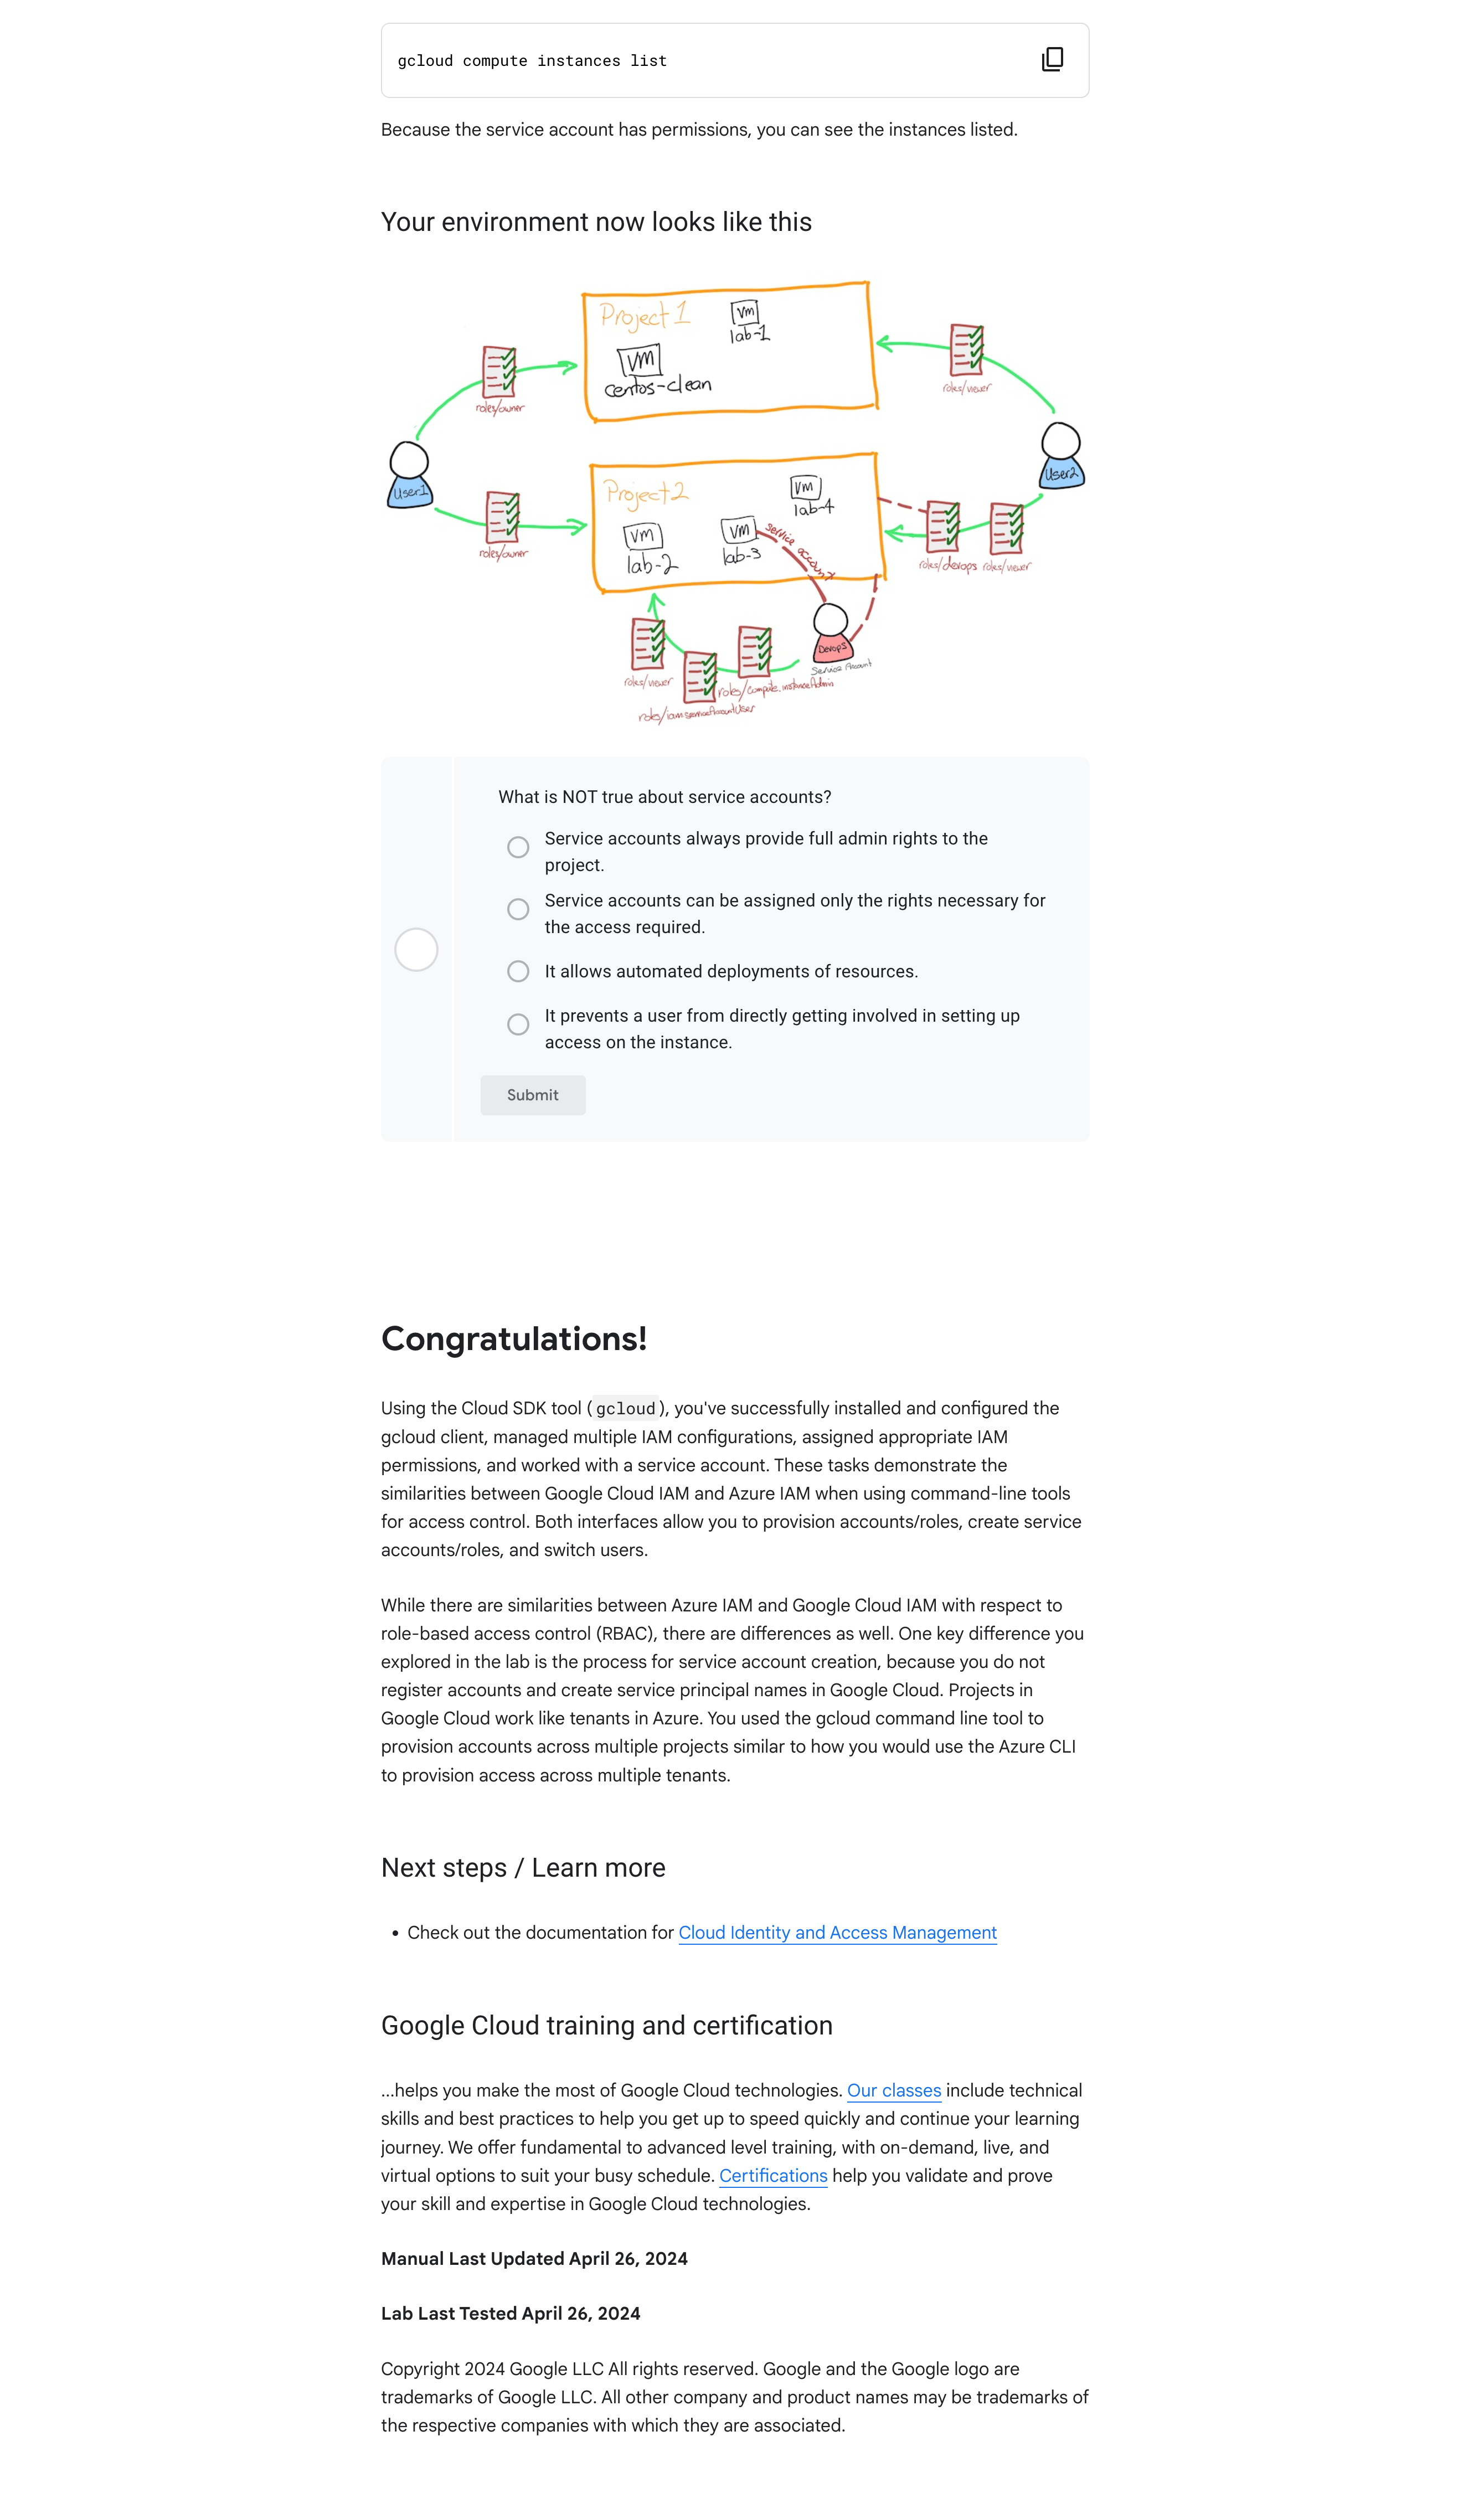 gcloud compute instances list
Because the service account has permissions, you can see the instances listed.
Your environment now looks like this
Project 1
vm
lab-1
vm
centos-clean
roles/owner
roles/viewer
User1
User2
Project2
vm
lab-4
vm
lab-2
vm
lab-3
service account
roles/owner
roles/devops
roles/viewer
Devops
Service Account
roles/viewer
roles/compute.instanceAdmin
roles/iam.serviceAccountUser
What is NOT true about service accounts?
Service accounts always provide full admin rights to the
project.
Service accounts can be assigned only the rights necessary for
the access required.
It allows automated deployments of resources.
It prevents a user from directly getting involved in setting up
access on the instance.
Submit
Congratulations!
Using the Cloud SDK tool (gcloud), you've successfully installed and configured the
gcloud client, managed multiple IAM configurations, assigned appropriate IAM
permissions, and worked with a service account. These tasks demonstrate the
similarities between Google Cloud IAM and Azure IAM when using command-line tools
for access control. Both interfaces allow you to provision accounts/roles, create service
accounts/roles, and switch users.
While there are similarities between Azure IAM and Google Cloud IAM with respect to
role-based access control (RBAC), there are differences as well. One key difference you
explored in the lab is the process for service account creation, because you do not
register accounts and create service principal names in Google Cloud. Projects in
Google Cloud work like tenants in Azure. You used the gcloud command line tool to
provision accounts across multiple projects similar to how you would use the Azure CLI
to provision access across multiple tenants.
Next steps / Learn more
• Check out the documentation for Cloud Identity and Access Management
Google Cloud training and certification
...helps you make the most of Google Cloud technologies. Our classes include technical
skills and best practices to help you get up to speed quickly and continue your learning
journey. We offer fundamental to advanced level training, with on-demand, live, and
virtual options to suit your busy schedule. Certifications help you validate and prove
your skill and expertise in Google Cloud technologies.
Manual Last Updated April 26, 2024
Lab Last Tested April 26, 2024
Copyright 2024 Google LLC All rights reserved. Google and the Google logo are
trademarks of Google LLC. All other company and product names may be trademarks of
the respective companies with which they are associated.